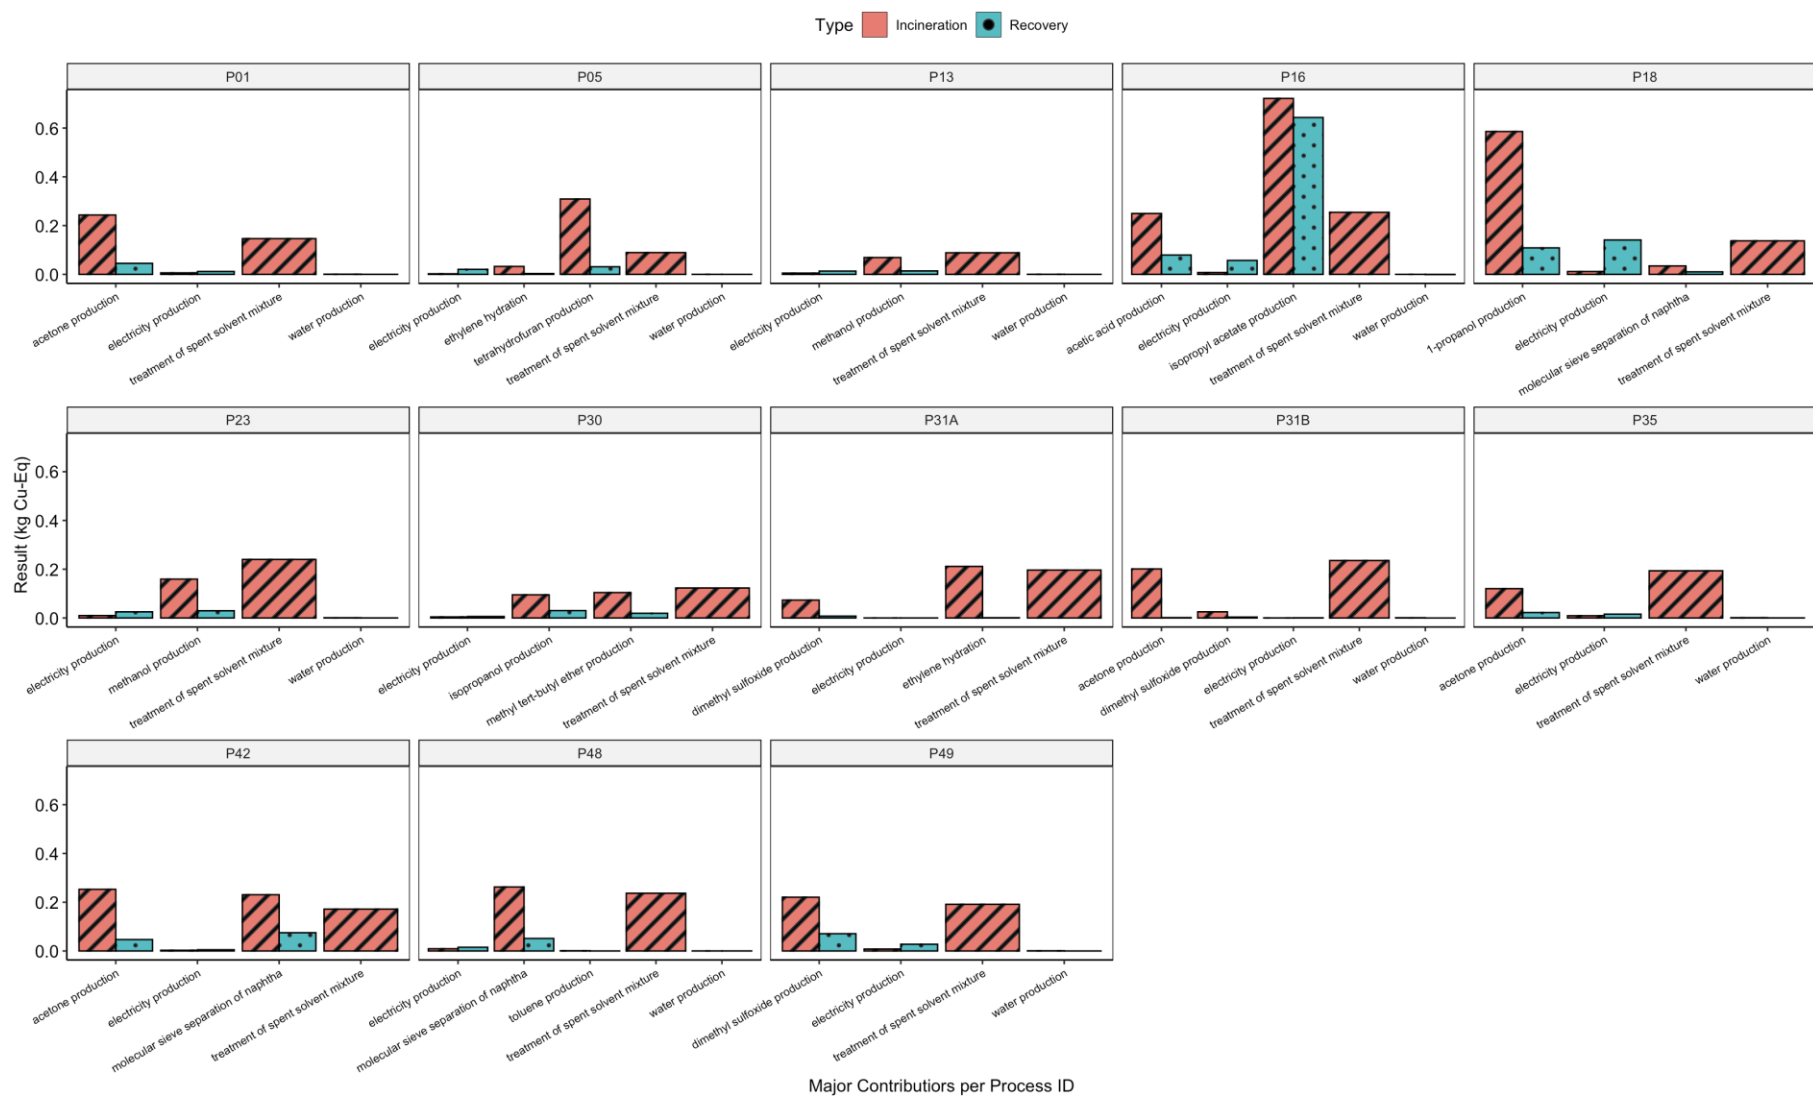 Type Incineration Recovery
P01 P05 P13 P16 P18
0.6
0.4
0.2
0.0
acetone production
electricity production
treatment of spent solvent mixture
water production
electricity production
ethylene hydration
tetrahydrofuran production
treatment of spent solvent mixture
water production
electricity production
methanol production
treatment of spent solvent mixture
water production
acetic acid production
electricity production
isopropyl acetate production
treatment of spent solvent mixture
water production
1-propanol production
electricity production
molecular sieve separation of naphtha
treatment of spent solvent mixture
Result (kg Cu-Eq)
P23 P30 P31A P31B P35
0.6
0.4
0.2
0.0
electricity production
methanol production
treatment of spent solvent mixture
water production
electricity production
isopropanol production
methyl tert-butyl ether production
treatment of spent solvent mixture
dimethyl sulfoxide production
electricity production
ethylene hydration
treatment of spent solvent mixture
acetone production
dimethyl sulfoxide production
electricity production
treatment of spent solvent mixture
water production
acetone production
electricity production
treatment of spent solvent mixture
water production
P42 P48 P49
0.6
0.4
0.2
0.0
acetone production
electricity production
molecular sieve separation of naphtha
treatment of spent solvent mixture
electricity production
molecular sieve separation of naphtha
toluene production
treatment of spent solvent mixture
water production
dimethyl sulfoxide production
electricity production
treatment of spent solvent mixture
water production
Major Contributiors per Process ID